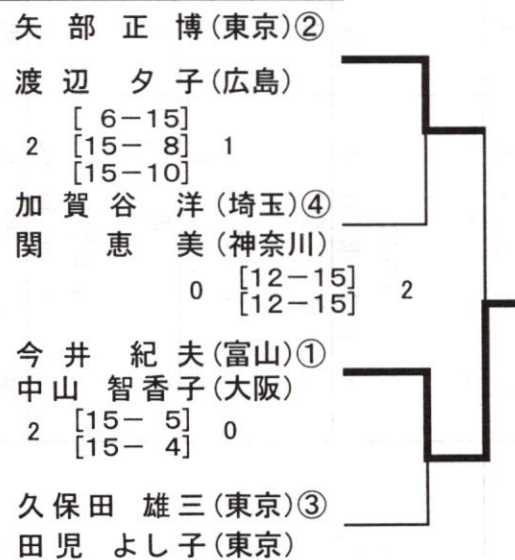 矢部正博(東京)②
渡辺夕子(広島)
[ 6-15]
2 [15- 8] 1
[15-10]
加賀谷洋(埼玉)④
関恵美(神奈川)
0 [12-15] 2
[12-15]
今井紀夫(富山)①
中山智香子(大阪)
2 [15- 5] 0
[15- 4]
久保田雄三(東京)③
田児よし子(東京)